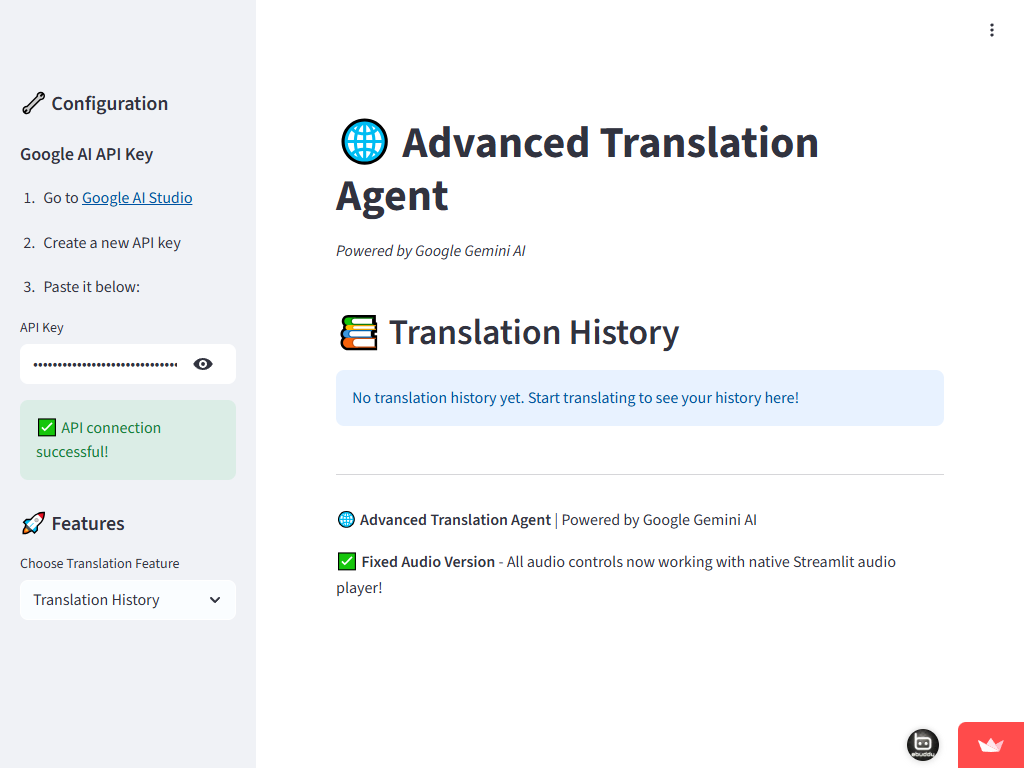 Configuration
Google AI API Key
1. Go to Google AI Studio
2. Create a new API key
3. Paste it below:
API Key
••••••••••••••••••••••••••••••
✅ API connection
successful!
🚀 Features
Choose Translation Feature
Translation History
🌐 Advanced Translation
Agent
Powered by Google Gemini AI
📚 Translation History
No translation history yet. Start translating to see your history here!
🌐 Advanced Translation Agent | Powered by Google Gemini AI
✅ Fixed Audio Version - All audio controls now working with native Streamlit audio
player!